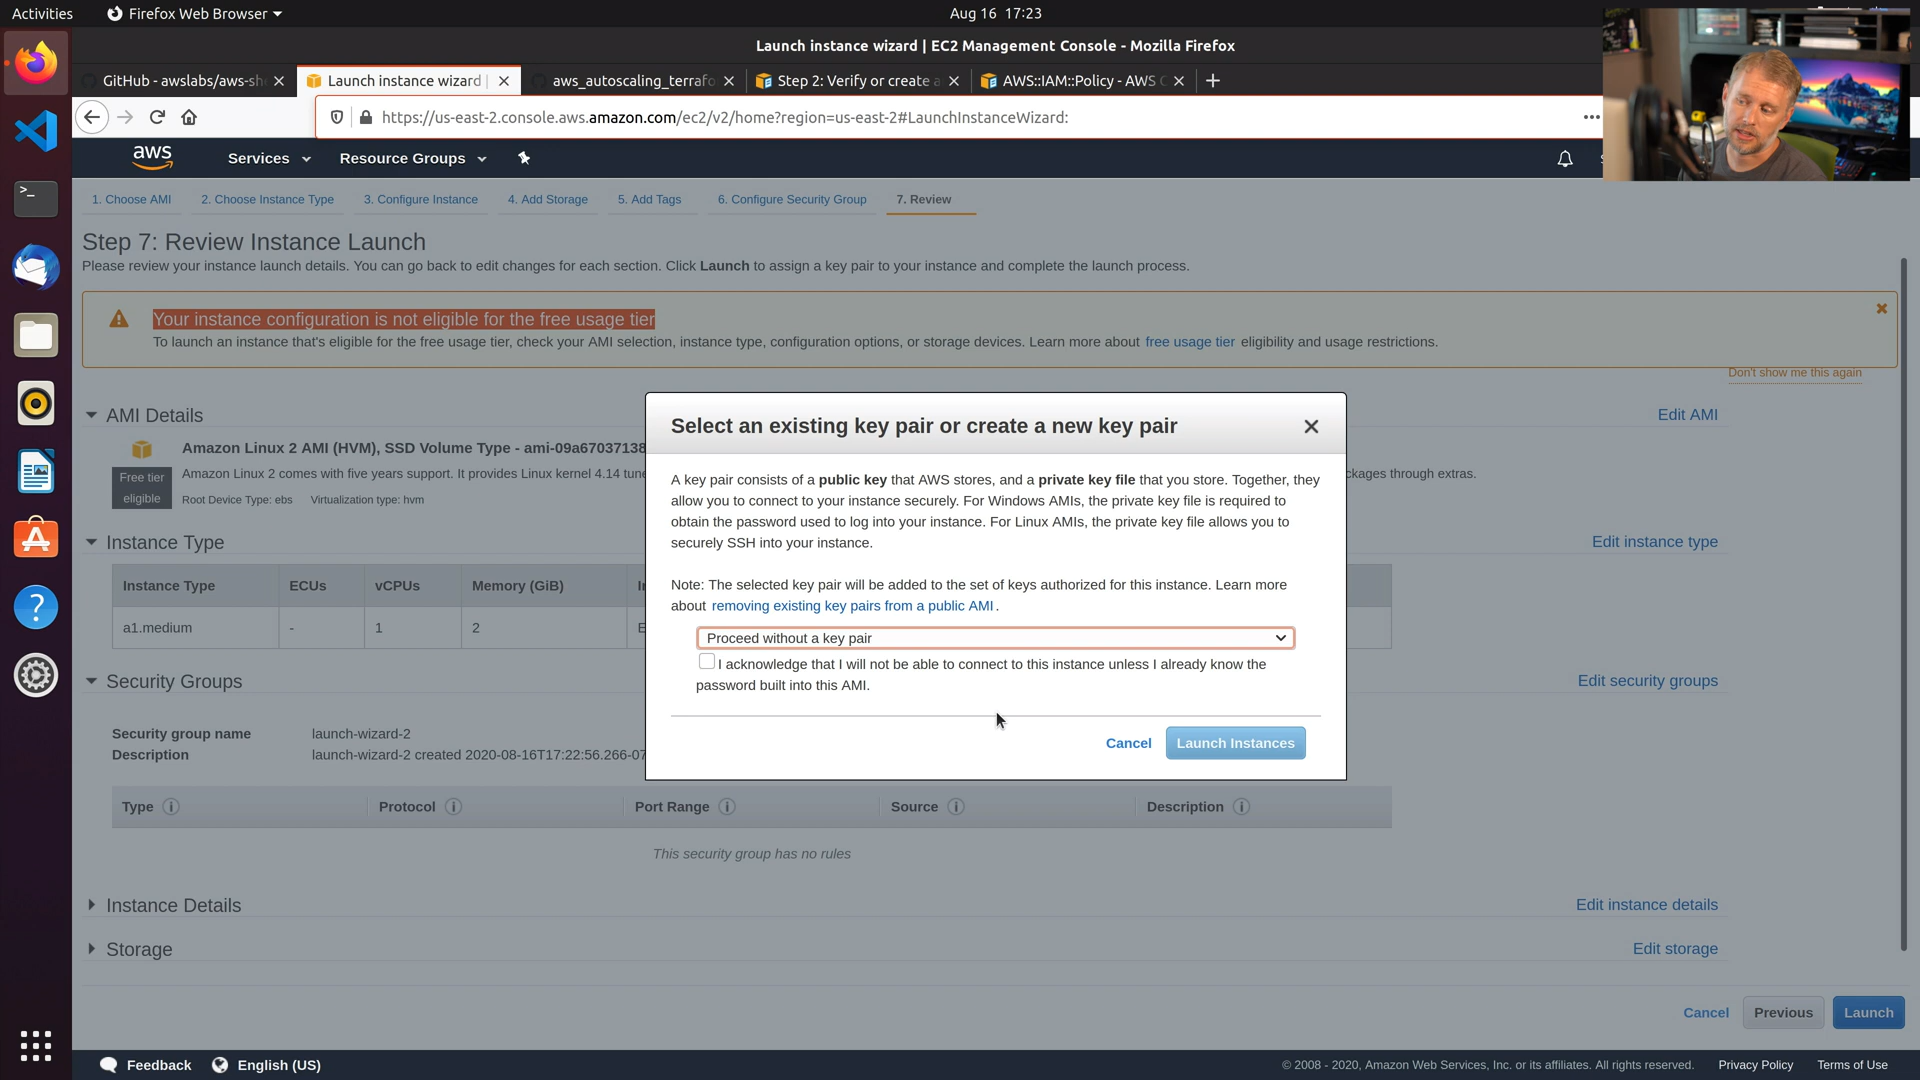 Activities
Firefox Web Browser
Aug 16 17:23
Launch instance wizard | EC2 Management Console - Mozilla Firefox
GitHub - awslabs/aws-sh
Launch instance wizard |
aws_autoscaling_terrafo
Step 2: Verify or create a
AWS::IAM::Policy - AWS C
https://us-east-2.console.aws.amazon.com/ec2/v2/home?region=us-east-2#LaunchInstanceWizard:
aws
Services
Resource Groups
1. Choose AMI
2. Choose Instance Type
3. Configure Instance
4. Add Storage
5. Add Tags
6. Configure Security Group
7. Review
Step 7: Review Instance Launch
Please review your instance launch details. You can go back to edit changes for each section. Click Launch to assign a key pair to your instance and complete the launch process.
Your instance configuration is not eligible for the free usage tier
To launch an instance that's eligible for the free usage tier, check your AMI selection, instance type, configuration options, or storage devices. Learn more about free usage tier eligibility and usage restrictions.
Don't show me this again
AMI Details
Edit AMI
Amazon Linux 2 AMI (HVM), SSD Volume Type - ami-09a67037138
Free tier
eligible
Amazon Linux 2 comes with five years support. It provides Linux kernel 4.14 tune
ckages through extras.
Root Device Type: ebs
Virtualization type: hvm
Instance Type
Edit instance type
Instance Type
ECUs
vCPUs
Memory (GiB)
a1.medium
-
1
2
E
Security Groups
Edit security groups
Security group name
launch-wizard-2
Description
launch-wizard-2 created 2020-08-16T17:22:56.266-07
Type
Protocol
Port Range
Source
Description
This security group has no rules
Instance Details
Edit instance details
Storage
Edit storage
Select an existing key pair or create a new key pair
A key pair consists of a public key that AWS stores, and a private key file that you store. Together, they
allow you to connect to your instance securely. For Windows AMIs, the private key file is required to
obtain the password used to log into your instance. For Linux AMIs, the private key file allows you to
securely SSH into your instance.
Note: The selected key pair will be added to the set of keys authorized for this instance. Learn more
about removing existing key pairs from a public AMI.
Proceed without a key pair
I acknowledge that I will not be able to connect to this instance unless I already know the
password built into this AMI.
Cancel
Launch Instances
Cancel
Previous
Launch
Feedback
English (US)
© 2008 - 2020, Amazon Web Services, Inc. or its affiliates. All rights reserved.
Privacy Policy
Terms of Use